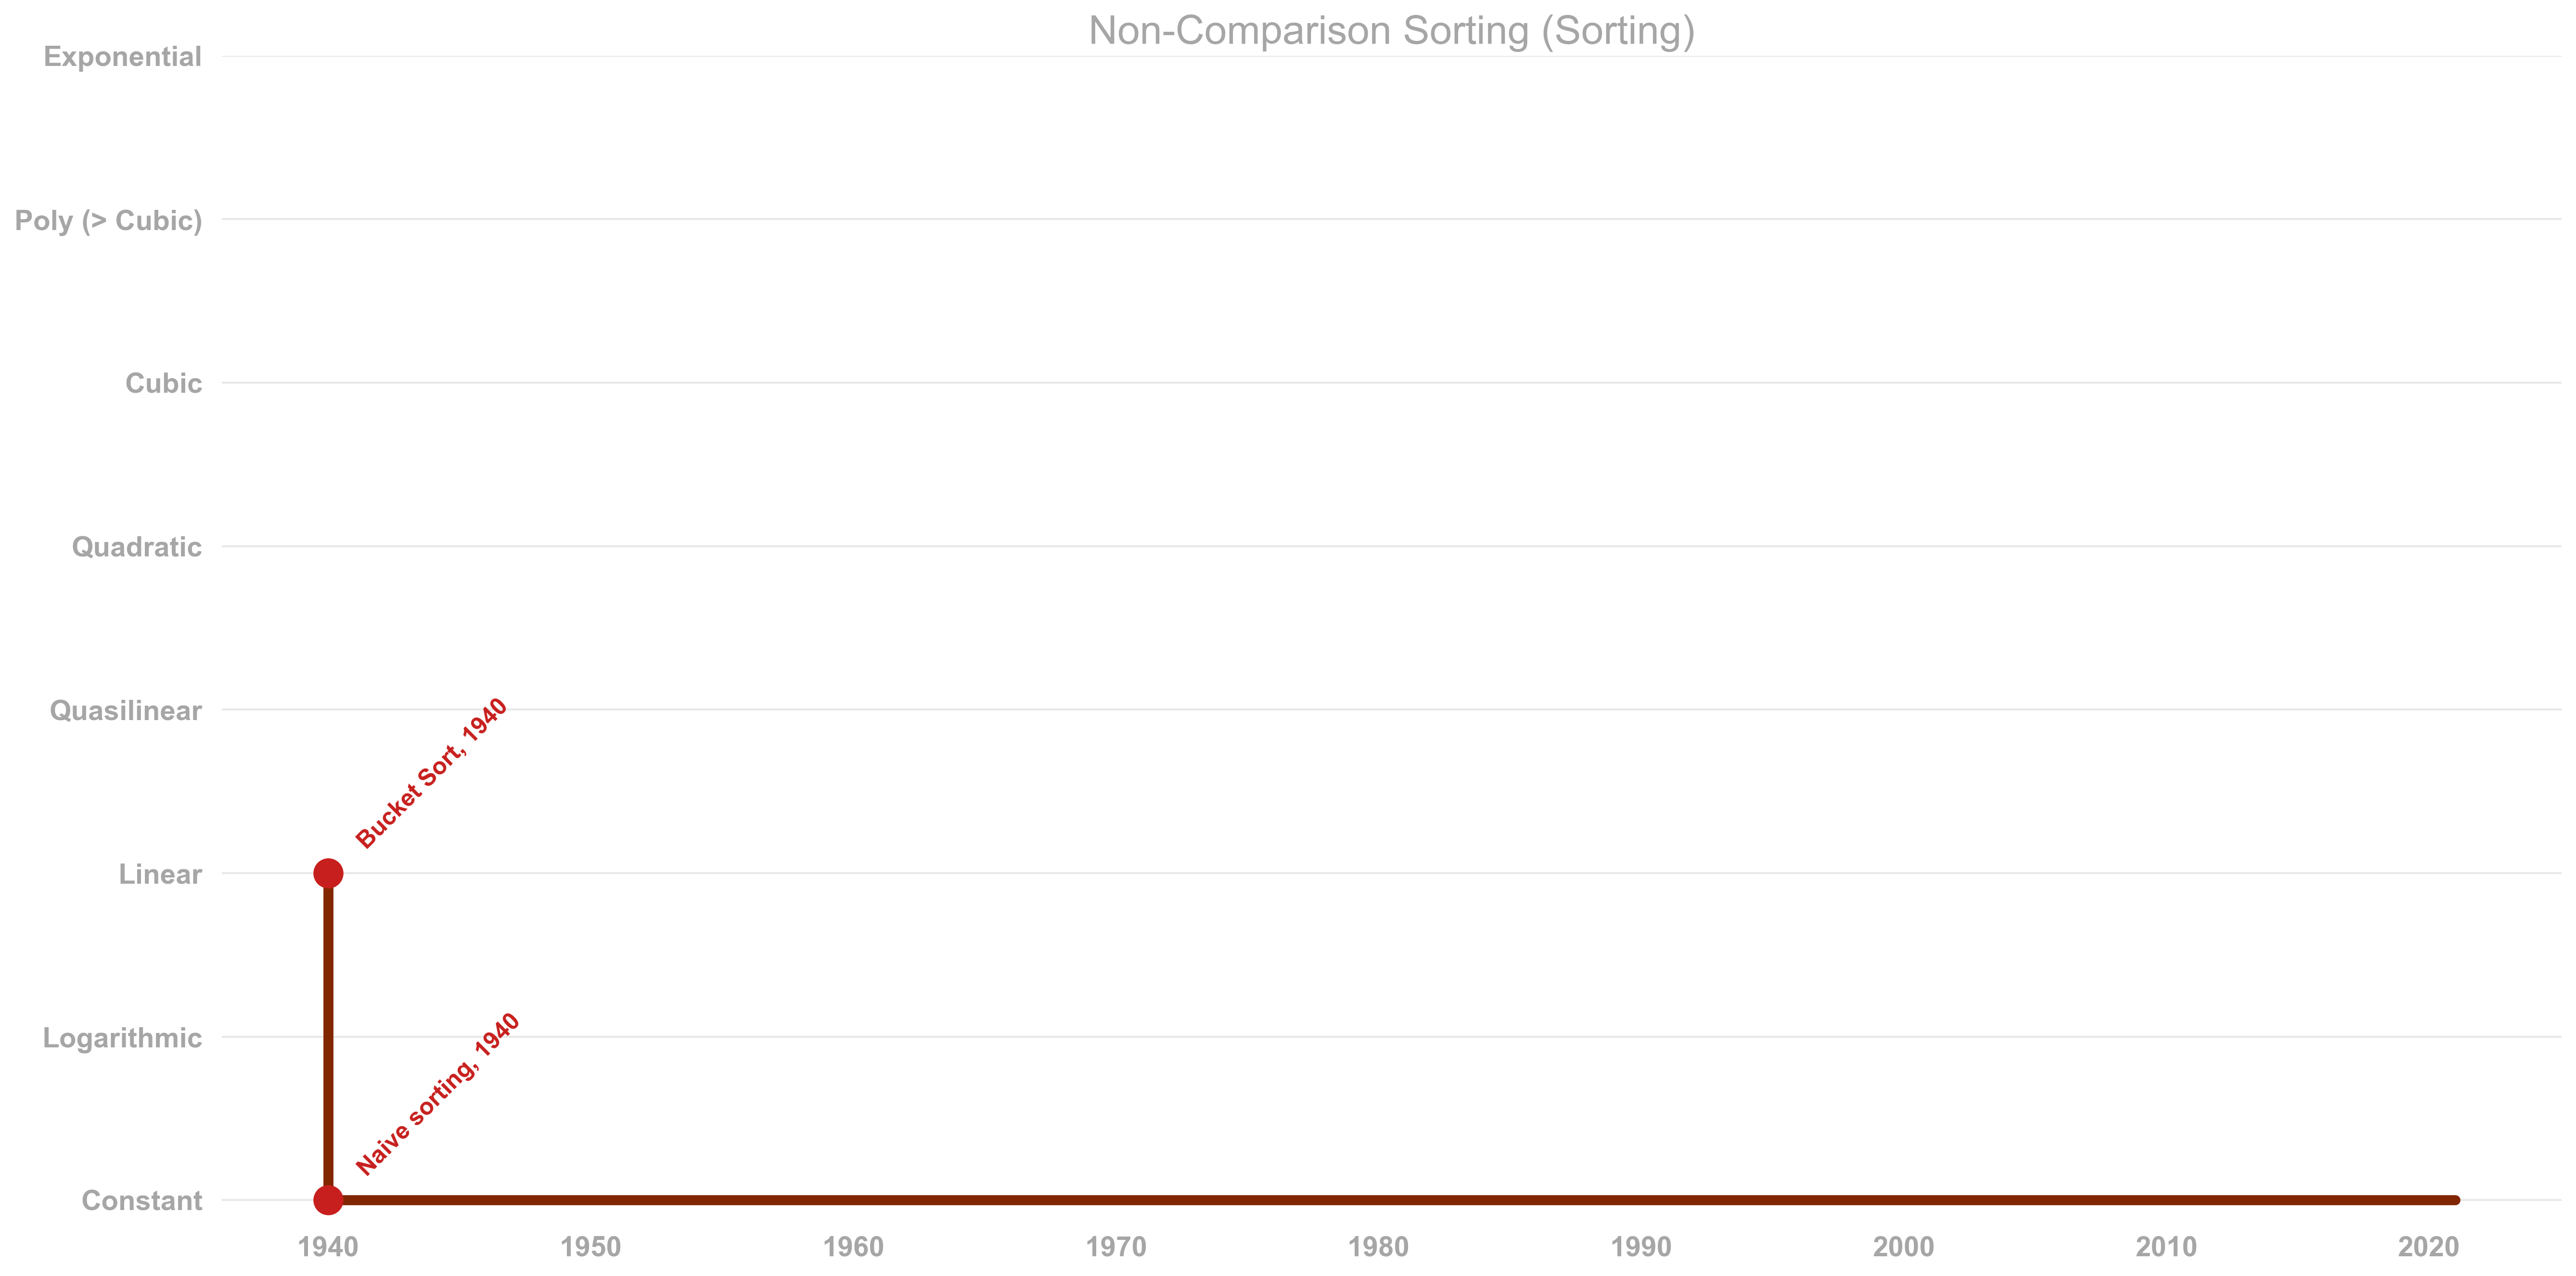 Non-Comparison Sorting (Sorting)
Exponential
Poly (> Cubic)
Cubic
Quadratic
Quasilinear
Bucket Sort, 1940
Linear
Logarithmic
Naive sorting, 1940
Constant
1940 1950 1960 1970 1980 1990 2000 2010 2020